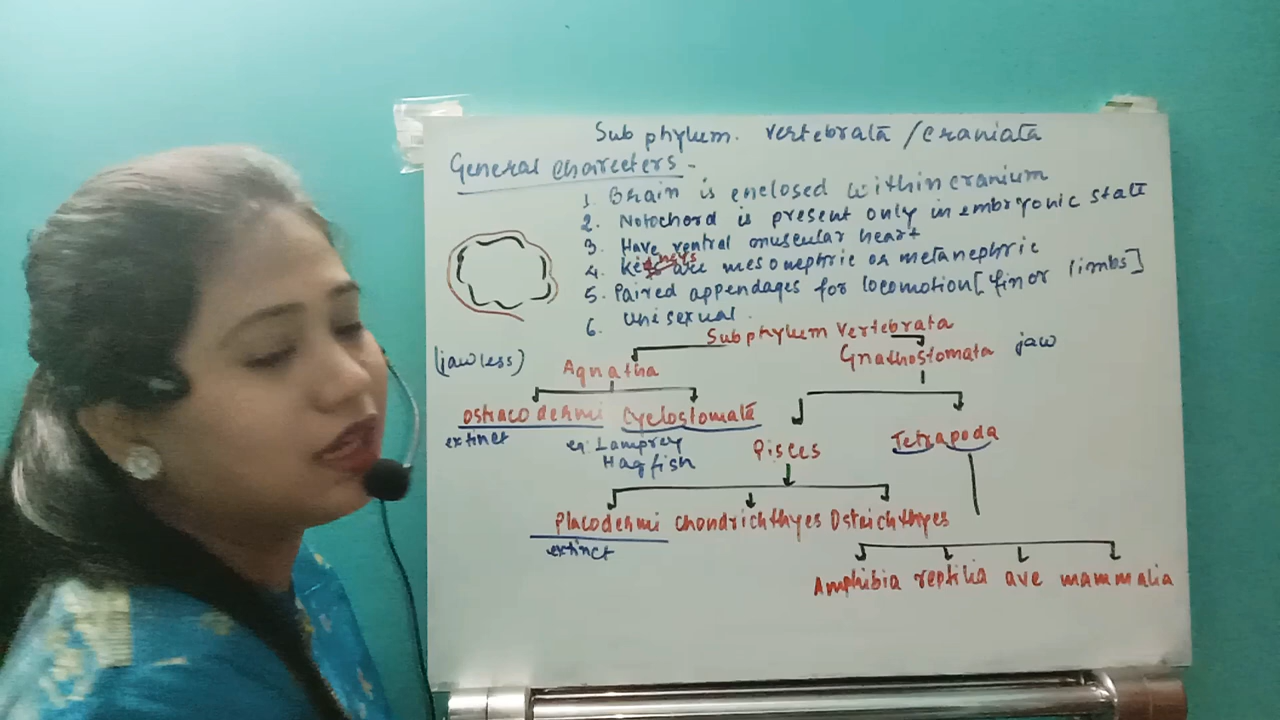 Sub phylum. vertebrata /craniata
General charecters -
1. Brain is enclosed within cranium
2. Notochord is present only in embryonic state
3. Have ventral muscular heart
4. kidneys are mesonephric or metanephric
5. Paired appendages for locomotion [fin or limbs]
6. unisexual.
Subphylum Vertebrata
(jawless) Agnatha Gnathostomata jaw
ostracodermi cyclostomata Pisces Tetrapoda
extinct ex. Lamprey
Hagfish
Placodermi chondrichthyes Osteichthyes
extinct
Amphibia reptilia ave mammalia